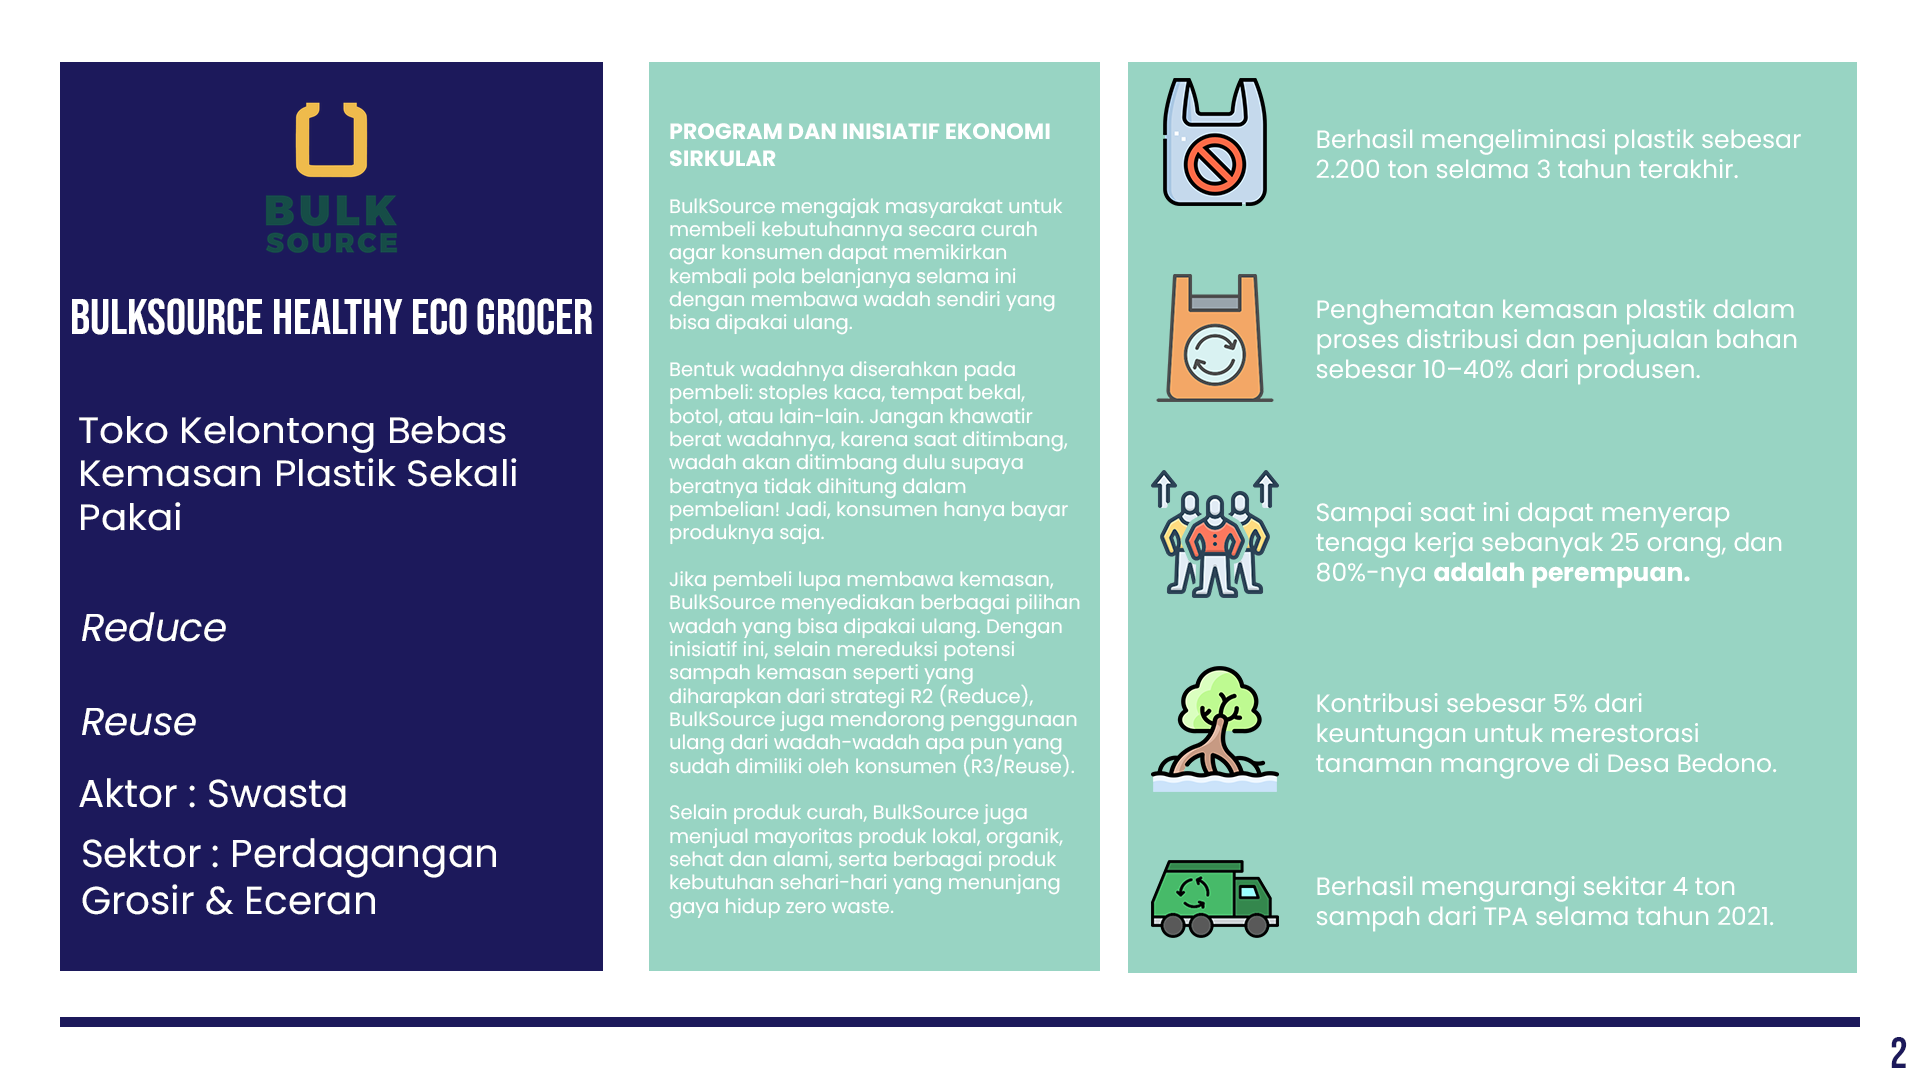 BULK
SOURCE
BULKSOURCE HEALTHY ECO GROCER
Toko Kelontong Bebas
Kemasan Plastik Sekali
Pakai
Reduce
Reuse
Aktor : Swasta
Sektor : Perdagangan
Grosir & Eceran
PROGRAM DAN INISIATIF EKONOMI
SIRKULAR
BulkSource mengajak masyarakat untuk
membeli kebutuhannya secara curah
agar konsumen dapat memikirkan
kembali pola belanjanya selama ini
dengan membawa wadah sendiri yang
bisa dipakai ulang.
Bentuk wadahnya diserahkan pada
pembeli: stoples kaca, tempat bekal,
botol, atau lain-lain. Jangan khawatir
berat wadahnya, karena saat ditimbang,
wadah akan ditimbang dulu supaya
beratnya tidak dihitung dalam
pembelian! Jadi, konsumen hanya bayar
produknya saja.
Jika pembeli lupa membawa kemasan,
BulkSource menyediakan berbagai pilihan
wadah yang bisa dipakai ulang. Dengan
inisiatif ini, selain mereduksi potensi
sampah kemasan seperti yang
diharapkan dari strategi R2 (Reduce),
BulkSource juga mendorong penggunaan
ulang dari wadah-wadah apa pun yang
sudah dimiliki oleh konsumen (R3/Reuse).
Selain produk curah, BulkSource juga
menjual mayoritas produk lokal, organik,
sehat dan alami, serta berbagai produk
kebutuhan sehari-hari yang menunjang
gaya hidup zero waste.
Berhasil mengeliminasi plastik sebesar
2.200 ton selama 3 tahun terakhir.
Penghematan kemasan plastik dalam
proses distribusi dan penjualan bahan
sebesar 10–40% dari produsen.
Sampai saat ini dapat menyerap
tenaga kerja sebanyak 25 orang, dan
80%-nya adalah perempuan.
Kontribusi sebesar 5% dari
keuntungan untuk merestorasi
tanaman mangrove di Desa Bedono.
Berhasil mengurangi sekitar 4 ton
sampah dari TPA selama tahun 2021.
2